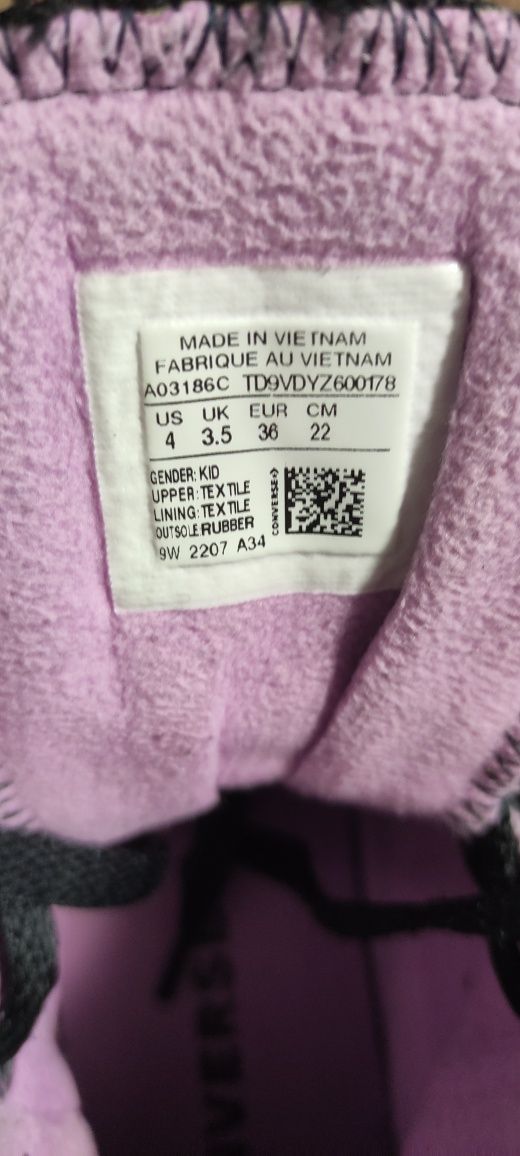 MADE IN VIETNAM
FABRIQUE AU VIETNAM
A03186C TD9VDYZ600178
US UK EUR CM
4 3.5 36 22
GENDER: KID
UPPER: TEXTILE
LINING: TEXTILE
OUTSOLE: RUBBER
CONVERSE
9W 2207 A34
CONVERSE